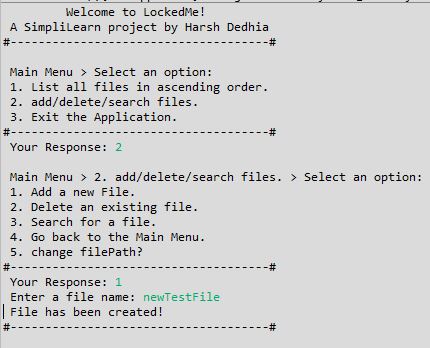 Welcome to LockedMe!
A SimpliLearn project by Harsh Dedhia
#-----------------------------------#
Main Menu > Select an option:
1. List all files in ascending order.
2. add/delete/search files.
3. Exit the Application.
#-----------------------------------#
Your Response: 2
Main Menu > 2. add/delete/search files. > Select an option:
1. Add a new File.
2. Delete an existing file.
3. Search for a file.
4. Go back to the Main Menu.
5. change filePath?
#-----------------------------------#
Your Response: 1
Enter a file name: newTestFile
File has been created!
#-----------------------------------#